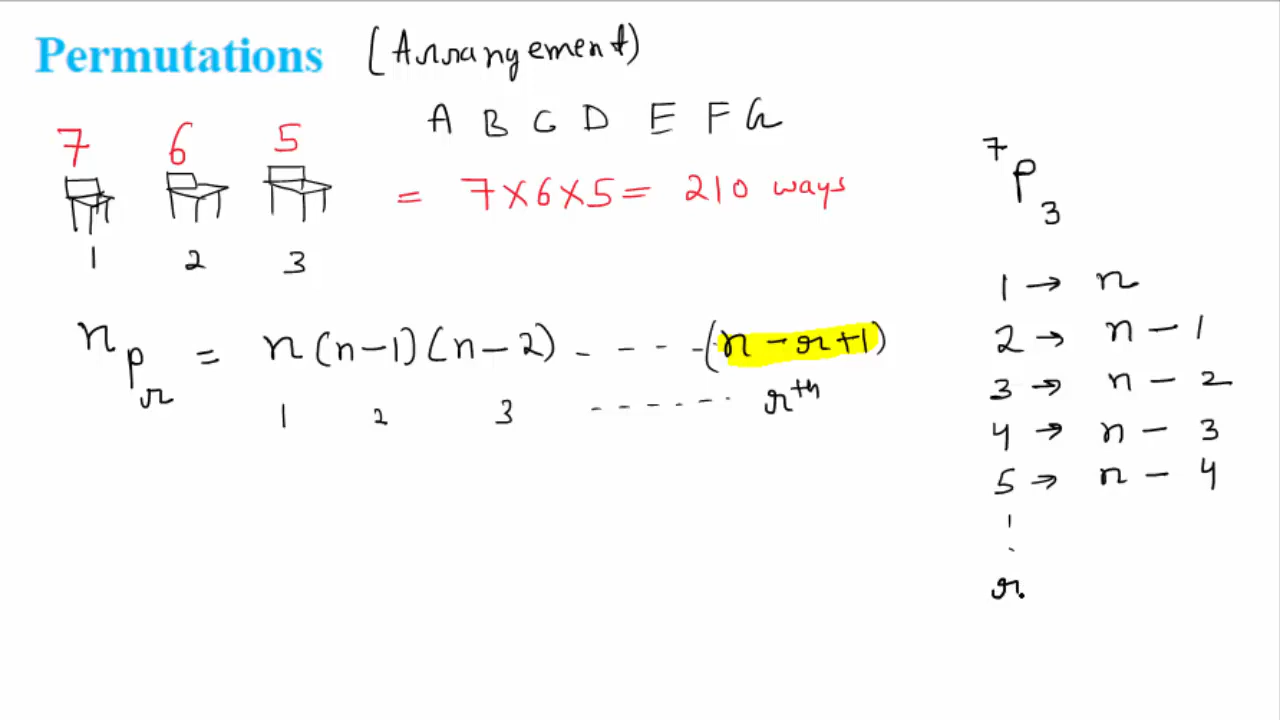 Permutations (Arrangement)
A B C D E F G
7 6 5
= 7×6×5 = 210 ways
1 2 3
⁷P₃
ⁿPᵣ = n(n-1)(n-2) - - - - -(n-r+1)
1 2 3 - - - - - - rᵗʰ
1 → n
2 → n - 1
3 → n - 2
4 → n - 3
5 → n - 4
r.